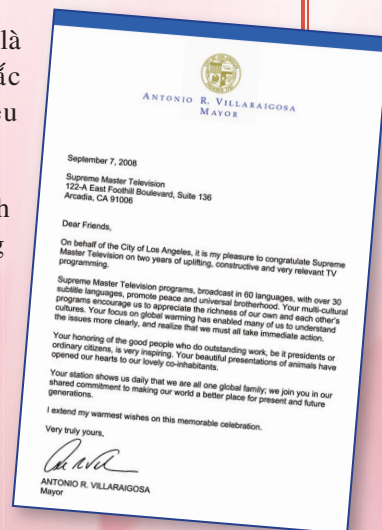 là
ắc
ANTONIO R. VILLARAIGOSA
MAYOR
September 7, 2008
Supreme Master Television
122-A East Foothill Boulevard, Suite 136
Arcadia, CA 91006
Dear Friends,
On behalf of the City of Los Angeles, it is my pleasure to congratulate Supreme
Master Television on two years of uplifting, constructive and very relevant TV
programming.
Supreme Master Television programs, broadcast in 60 languages, with over 30
subtitle languages, promote peace and universal brotherhood. Your multi-cultural
programs encourage us to appreciate the richness of our own and each other's
cultures. Your focus on global warming has enabled many of us to understand
the issues more clearly, and realize that we must all take immediate action.
Your honoring of the good people who do outstanding work, be it presidents or
ordinary citizens, is very inspiring. Your beautiful presentations of animals have
opened our hearts to our lovely co-inhabitants.
Your station shows us daily that we are all one global family; we join you in our
shared commitment to making our world a better place for present and future
generations.
I extend my warmest wishes on this memorable celebration.
Very truly yours,
ANTONIO R. VILLARAIGOSA
Mayor